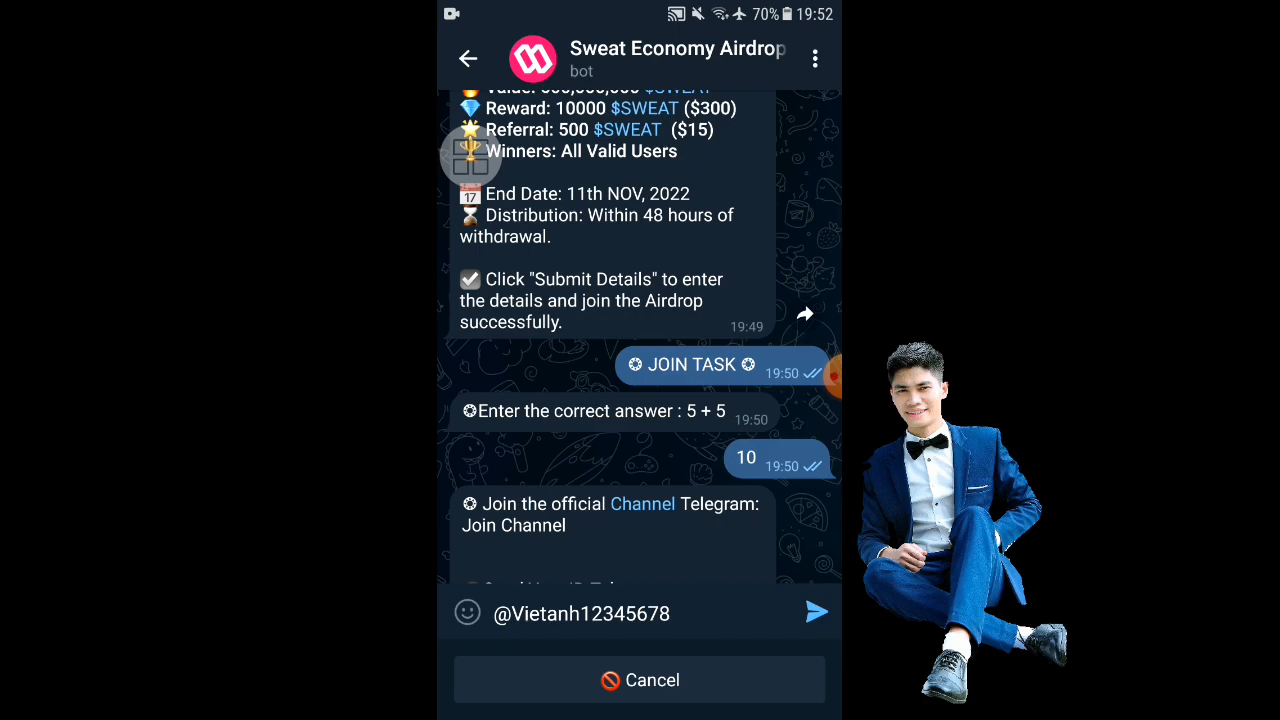 70% 19:52
Sweat Economy Airdrop
bot
$SWEAT
Reward: 10000 $SWEAT ($300)
Referral: 500 $SWEAT ($15)
Winners: All Valid Users
17 End Date: 11th NOV, 2022
Distribution: Within 48 hours of
withdrawal.
Click "Submit Details" to enter
the details and join the Airdrop
successfully.
19:49
JOIN TASK
19:50
Enter the correct answer : 5 + 5
19:50
10
19:50
Join the official Channel Telegram:
Join Channel
@Vietanh12345678
Cancel